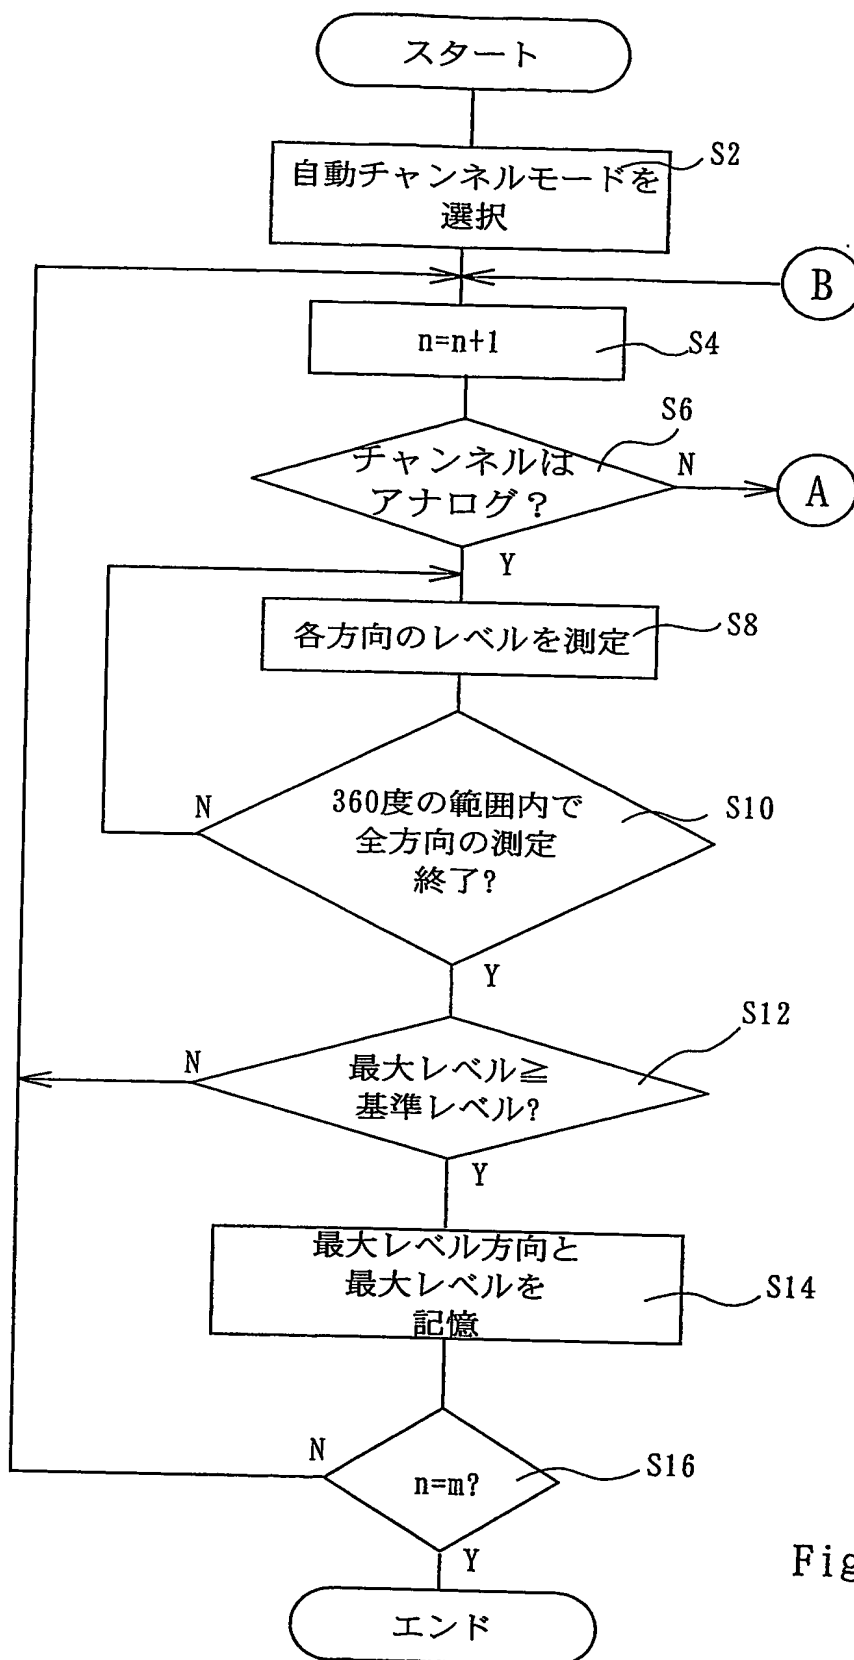 スタート
自動チャンネルモードを
選択
S2
B
n=n+1
S4
S6
チャンネルは
アナログ?
N
A
Y
各方向のレベルを測定
S8
N
360度の範囲内で
全方向の測定
終了?
S10
Y
S12
N
最大レベル≧
基準レベル?
Y
最大レベル方向と
最大レベルを
記憶
S14
N
n=m?
S16
Y
Fig
エンド